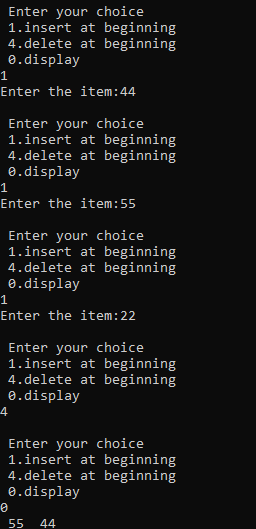 Enter your choice
1.insert at beginning
4.delete at beginning
0.display
1
Enter the item:44
Enter your choice
1.insert at beginning
4.delete at beginning
0.display
1
Enter the item:55
Enter your choice
1.insert at beginning
4.delete at beginning
0.display
1
Enter the item:22
Enter your choice
1.insert at beginning
4.delete at beginning
0.display
4
Enter your choice
1.insert at beginning
4.delete at beginning
0.display
0
55  44